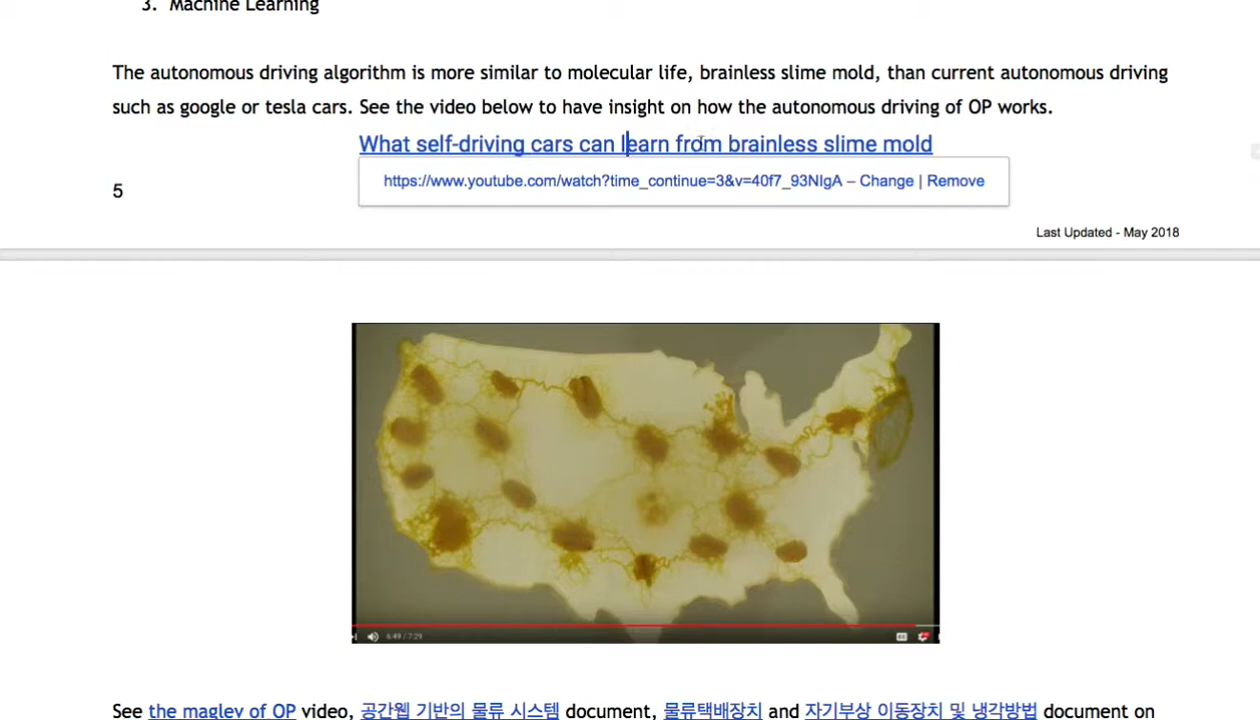 3. Machine Learning
The autonomous driving algorithm is more similar to molecular life, brainless slime mold, than current autonomous driving
such as google or tesla cars. See the video below to have insight on how the autonomous driving of OP works.
What self-driving cars can learn from brainless slime mold
https://www.youtube.com/watch?time_continue=3&v=40f7_93NIgA – Change | Remove
5
Last Updated - May 2018
6:49 / 7:29
See the maglev of OP video, 공간웹 기반의 물류 시스템 document, 물류택배장치 and 자기부상 이동장치 및 냉각방법 document on